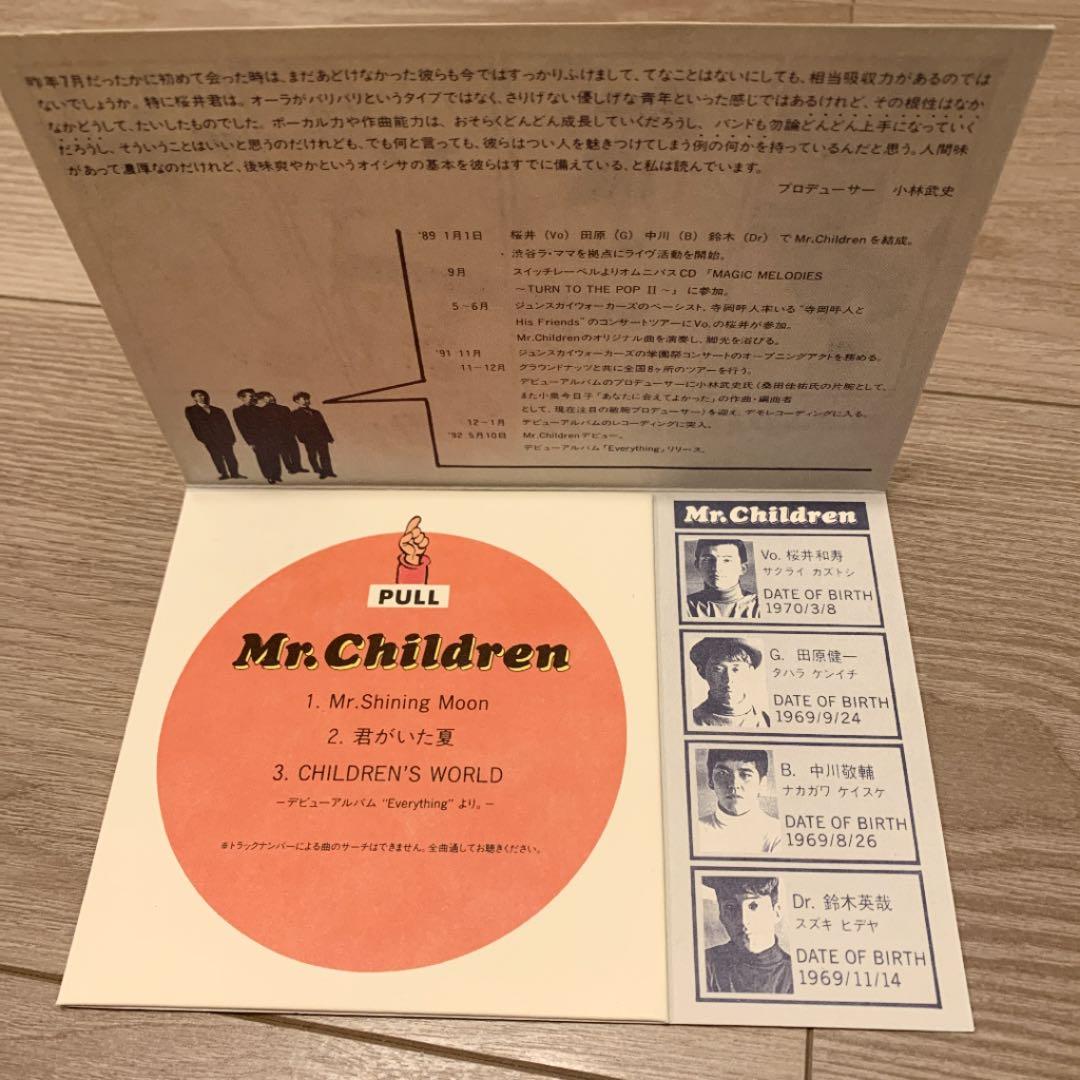 昨年7月だったかに初めて会った時は、まだあどけなかった彼らも今ではすっかりふけまして、てなことはないにしても、相当吸収力があるのでは
ないでしょうか。特に桜井君は。オーラがバリバリというタイプではなく、さりげない優しげな青年といった感じではあるけれど、その根性はなか
なかどうして、たいしたものでした。ボーカル力や作曲能力は、おそらくどんどん成長していくだろうし、バンドも勿論どんどん上手になっていく
だろうし、そういうことはいいと思うのだけれども、でも何と言っても、彼らはつい人を魅きつけてしまう例の何かを持っているんだと思う。人間味
があって濃厚なのだけれど、後味爽やかというオイシサの基本を彼らはすでに備えている、と私は読んでいます。
プロデューサー 小林武史
'89 1月1日 桜井（Vo）田原（G）中川（B）鈴木（Dr）でMr.Childrenを結成。
渋谷ラ・ママを拠点にライヴ活動を開始。
9月 スイッチレーベルよりオムニバスCD「MAGIC MELODIES
〜TURN TO THE POP II〜」に参加。
5〜6月 ジュンスカイウォーカーズのベーシスト、寺岡呼人率いる“寺岡呼人と
His Friends”のコンサートツアーにVo.の桜井が参加。
Mr.Childrenのオリジナル曲を演奏し、脚光を浴びる。
'91 11月 ジュンスカイウォーカーズの学園祭コンサートのオープニングアクトを務める。
11－12月 グラウンドナッツと共に全国8ヶ所のツアーを行う。
デビューアルバムのプロデューサーに小林武史氏（桑田佳祐氏の片腕として、
また小泉今日子「あなたに会えてよかった」の作曲・編曲者
として、現在注目の敏腕プロデューサー）を迎え、デモレコーディングに入る。
12－1月 デビューアルバムのレコーディングに突入。
'92 5月10日 Mr.Childrenデビュー。
デビューアルバム「Everything」リリース。
PULL
Mr.Children
1. Mr.Shining Moon
2. 君がいた夏
3. CHILDREN'S WORLD
－デビューアルバム “Everything” より。－
※トラックナンバーによる曲のサーチはできません。全曲通してお聴きください。
Mr.Children
Vo. 桜井和寿
サクライ カズトシ
DATE OF BIRTH
1970/3/8
G. 田原健一
タハラ ケンイチ
DATE OF BIRTH
1969/9/24
B. 中川敬輔
ナカガワ ケイスケ
DATE OF BIRTH
1969/8/26
Dr. 鈴木英哉
スズキ ヒデヤ
DATE OF BIRTH
1969/11/14